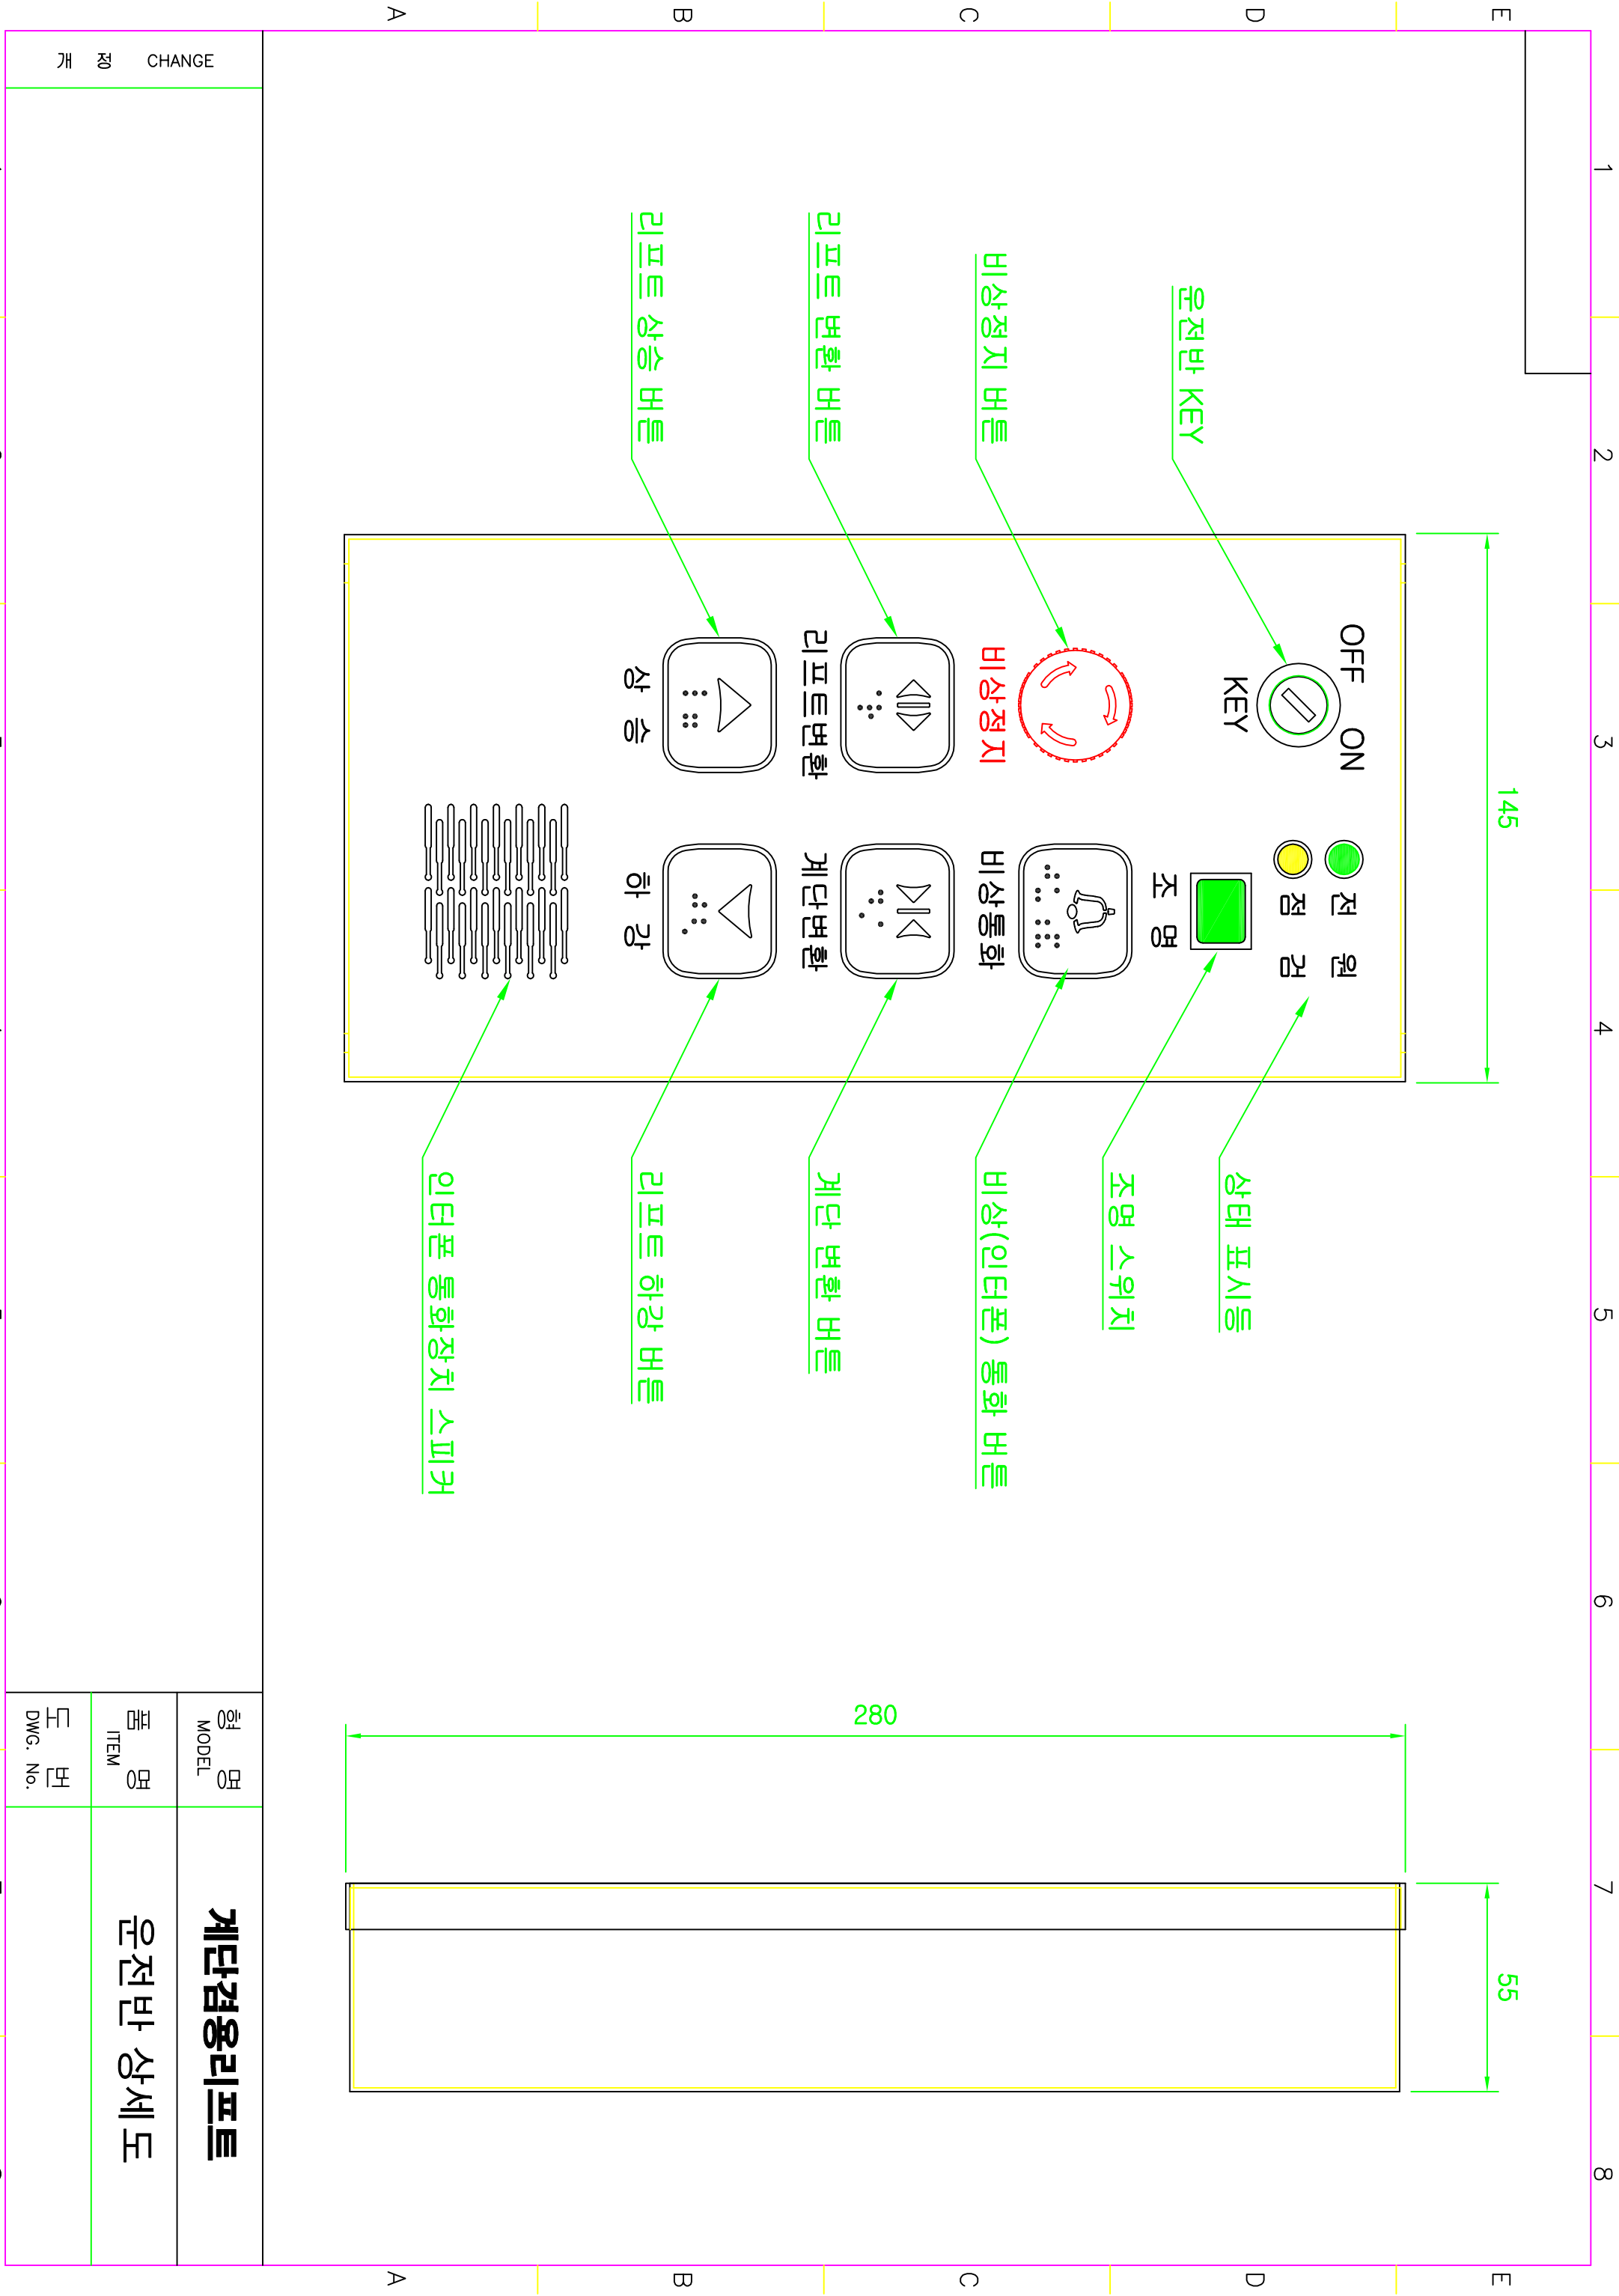 1 2 3 4 5 6 7 8
E
D
C
B
A
E
D
C
B
A
145
55
280
OFF ON
KEY
전 원
점 검
조 명
비상정지
비상통화
리프트변환
계단변환
상 승
하 강
운전반 KEY
비상정지 버튼
리프트 변환 버튼
리프트 상승 버튼
상태 표시등
조명 스위치
비상(인터폰) 통화 버튼
계단 변환 버튼
리프트 하강 버튼
인터폰 통화장치 스피커
개 정 CHANGE
형 명
MODEL
계단겸용리프트
품 명
ITEM
운전반 상세도
도 번
DWG. No.